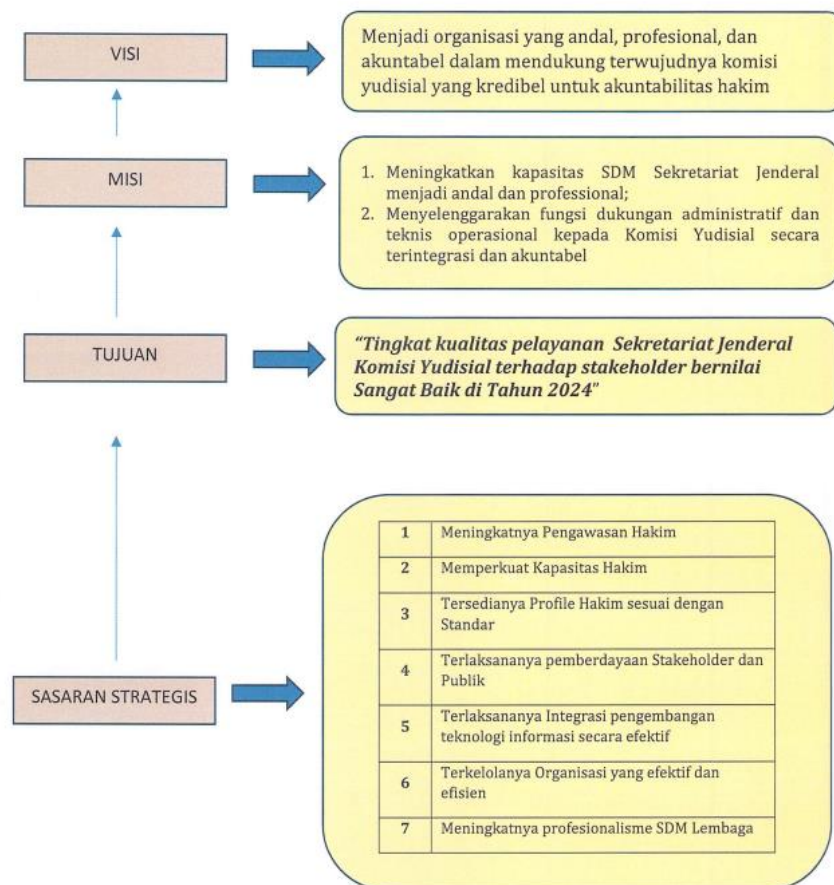 VISI
Menjadi organisasi yang andal, profesional, dan
akuntabel dalam mendukung terwujudnya komisi
yudisial yang kredibel untuk akuntabilitas hakim
MISI
1. Meningkatkan kapasitas SDM Sekretariat Jenderal
menjadi andal dan professional;
2. Menyelenggarakan fungsi dukungan administratif dan
teknis operasional kepada Komisi Yudisial secara
terintegrasi dan akuntabel
TUJUAN
“Tingkat kualitas pelayanan Sekretariat Jenderal
Komisi Yudisial terhadap stakeholder bernilai
Sangat Baik di Tahun 2024"
SASARAN STRATEGIS
1 Meningkatnya Pengawasan Hakim
2 Memperkuat Kapasitas Hakim
3 Tersedianya Profile Hakim sesuai dengan
Standar
4 Terlaksananya pemberdayaan Stakeholder dan
Publik
5 Terlaksananya Integrasi pengembangan
teknologi informasi secara efektif
6 Terkelolanya Organisasi yang efektif dan
efisien
7 Meningkatnya profesionalisme SDM Lembaga